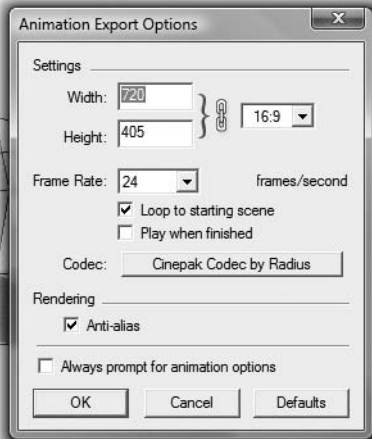 Animation Export Options
Settings
Width: 720
16:9
Height: 405
Frame Rate: 24 frames/second
Loop to starting scene
Play when finished
Codec: Cinepak Codec by Radius
Rendering
Anti-alias
Always prompt for animation options
OK Cancel Defaults